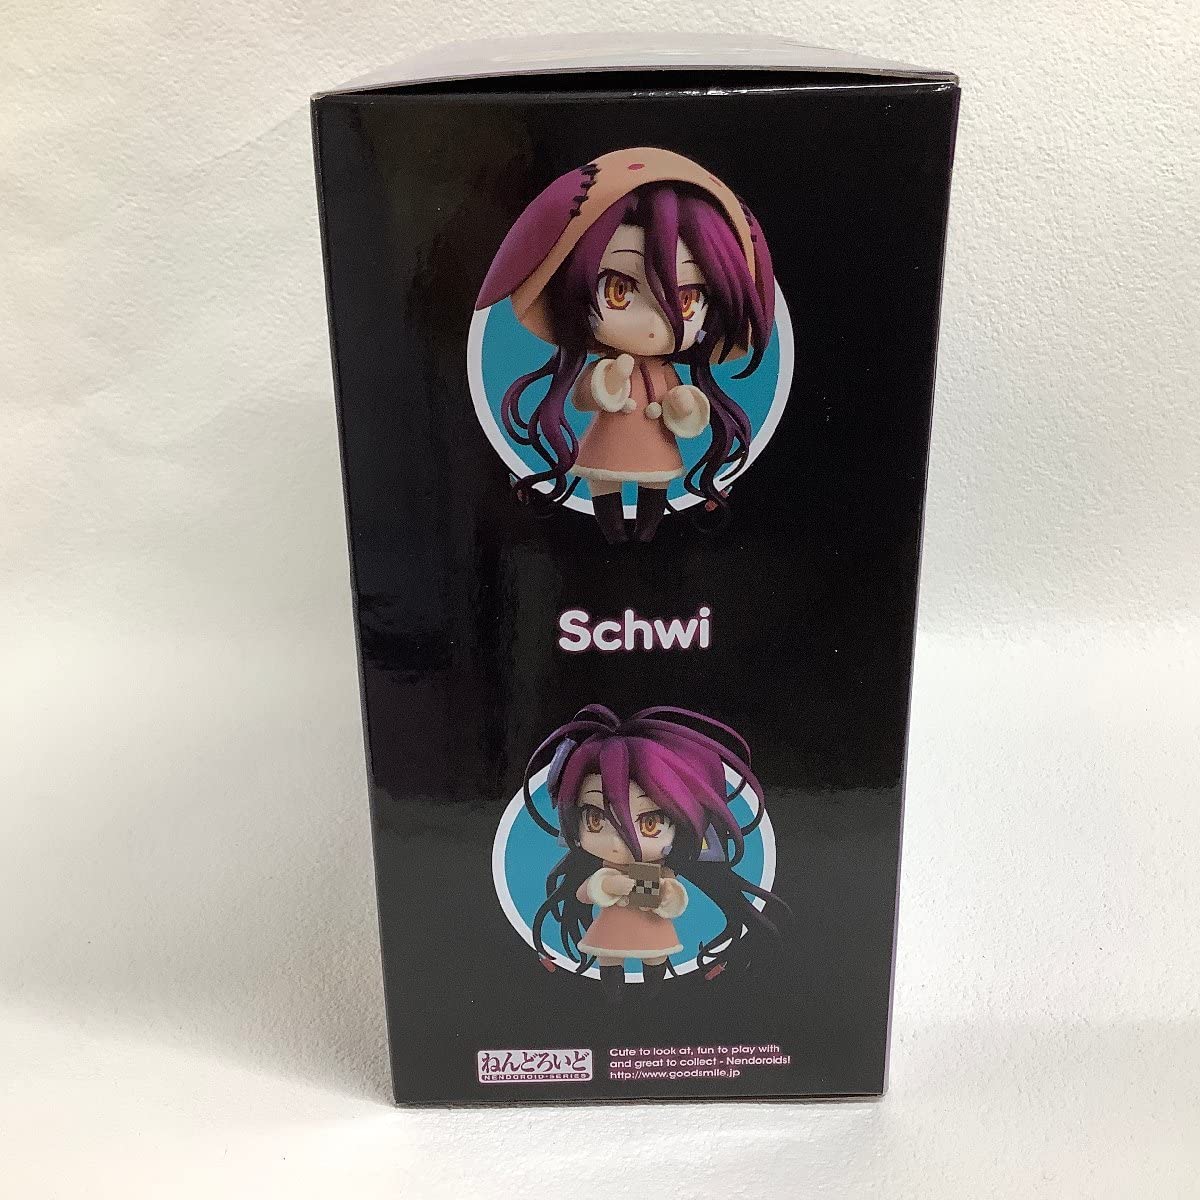 Schwi
ねんどろいど
NENDOROID·SERIES
Cute to look at, fun to play with
and great to collect - Nendoroids!
http://www.goodsmile.jp